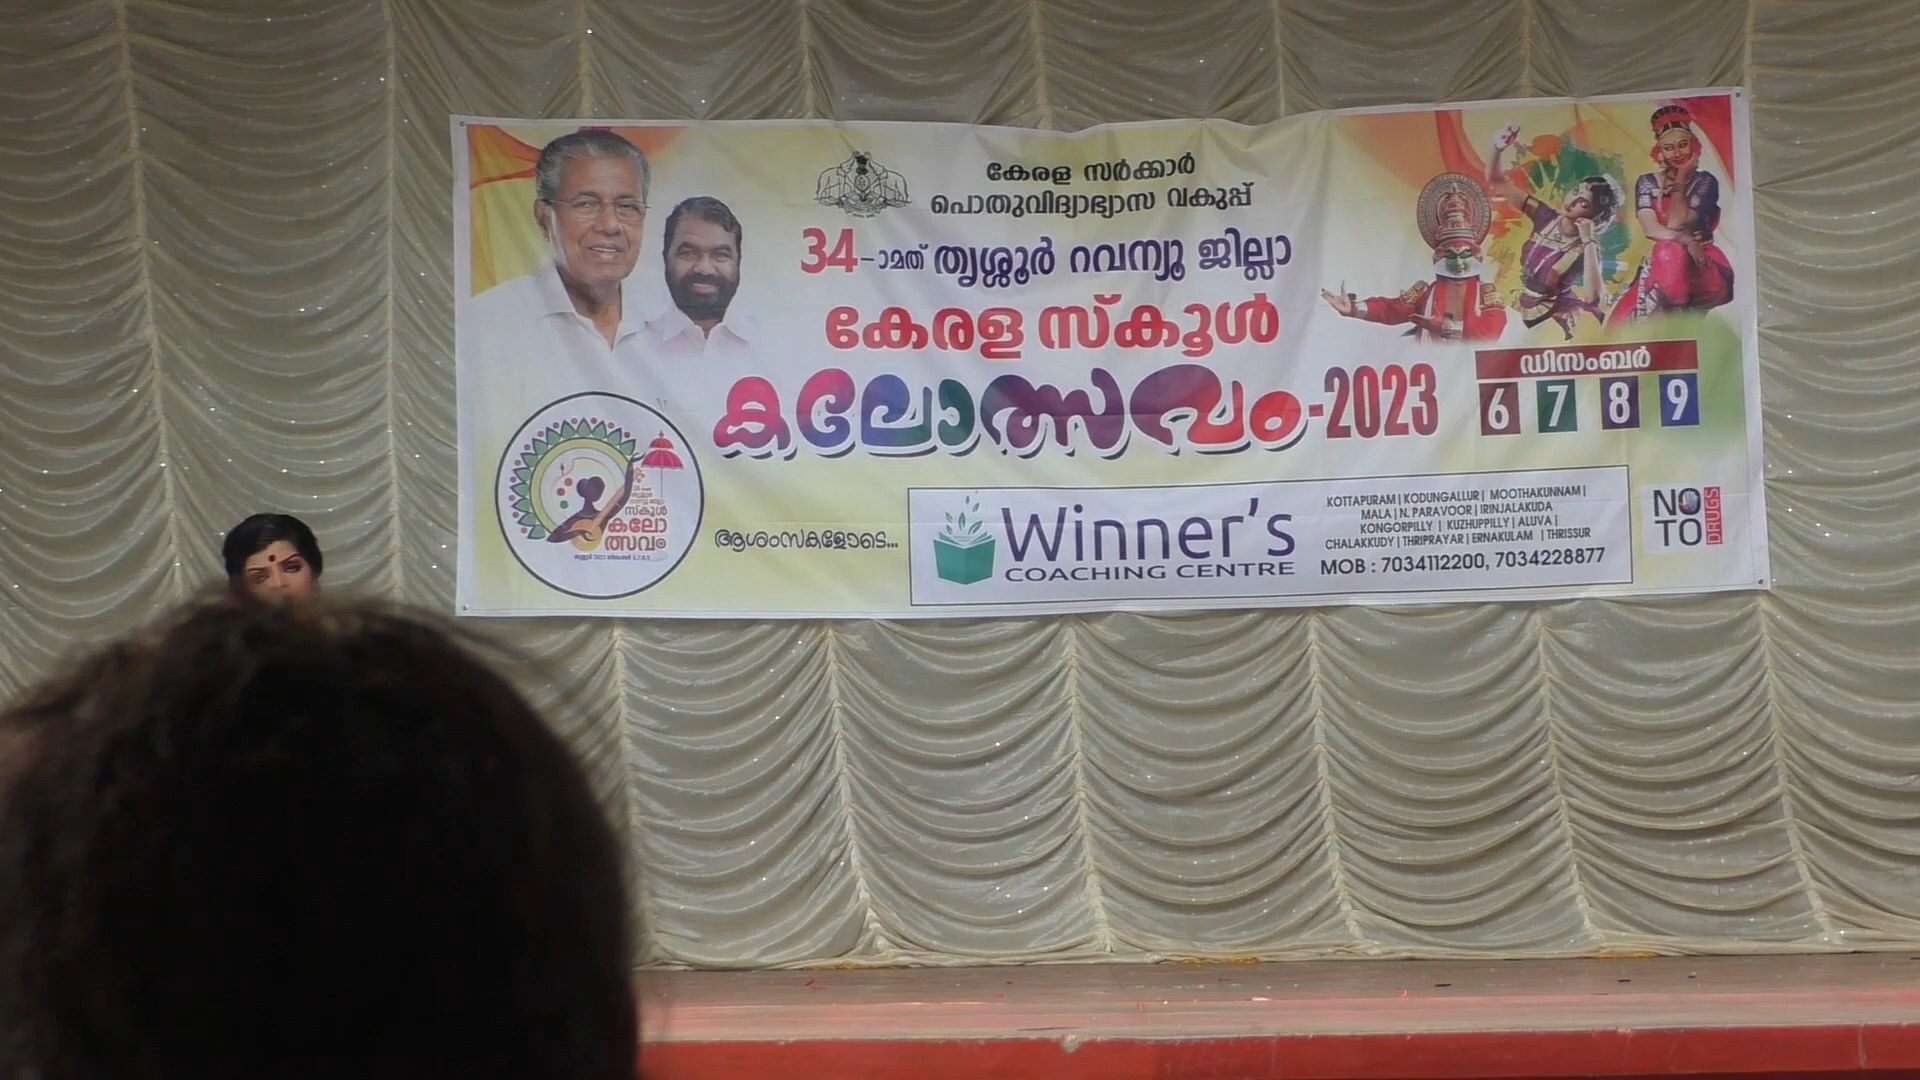 കേരള സർക്കാർ
പൊതുവിദ്യാഭ്യാസ വകുപ്പ്
34-ാമത് തൃശ്ശൂർ റവന്യൂ ജില്ലാ
കേരള സ്കൂൾ
കലോത്സവം-2023
ഡിസംബർ
6 7 8 9
സ്കൂൾ
കലോ
ത്സവം
ആശംസകളോടെ...
Winner's
COACHING CENTRE
KOTTAPURAM | KODUNGALLUR | MOOTHAKUNNAM |
MALA | N. PARAVOOR | IRINJALAKUDA
KONGORPILLY | KUZHUPPILLY | ALUVA |
CHALAKKUDY | THRIPRAYAR | ERNAKULAM | THRISSUR
MOB : 7034112200, 7034228877
NO
TO
DRUGS